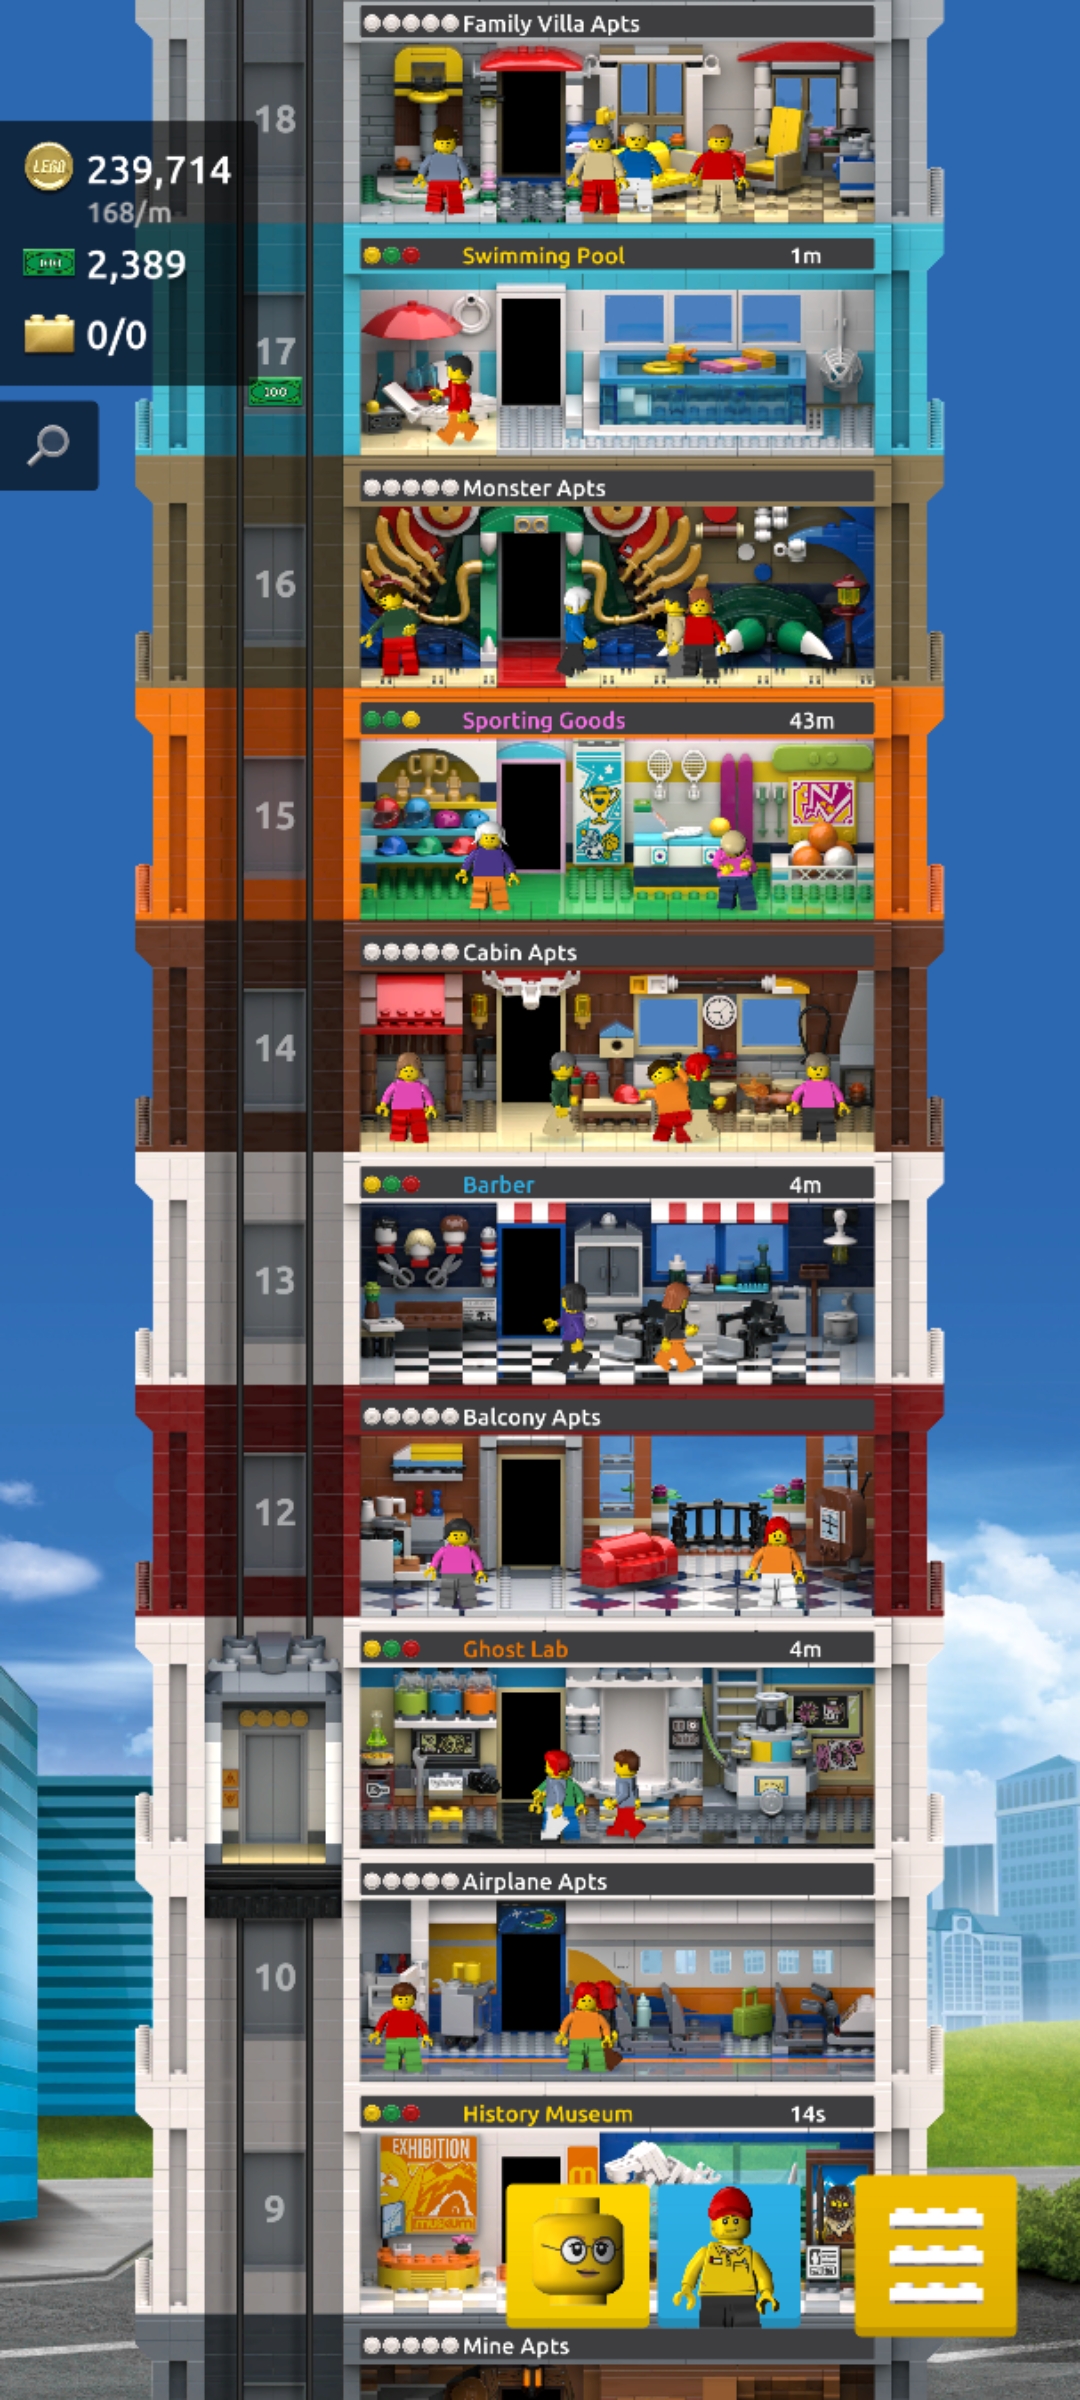 Family Villa Apts
18
LEGO
239,714
168/m
2,389
0/0
Swimming Pool 1m
17
100
Monster Apts
16
Sporting Goods 43m
15
Cabin Apts
14
Barber 4m
13
Balcony Apts
12
Ghost Lab 4m
Airplane Apts
10
History Museum 14s
EXHIBITION
museum
9
Mine Apts